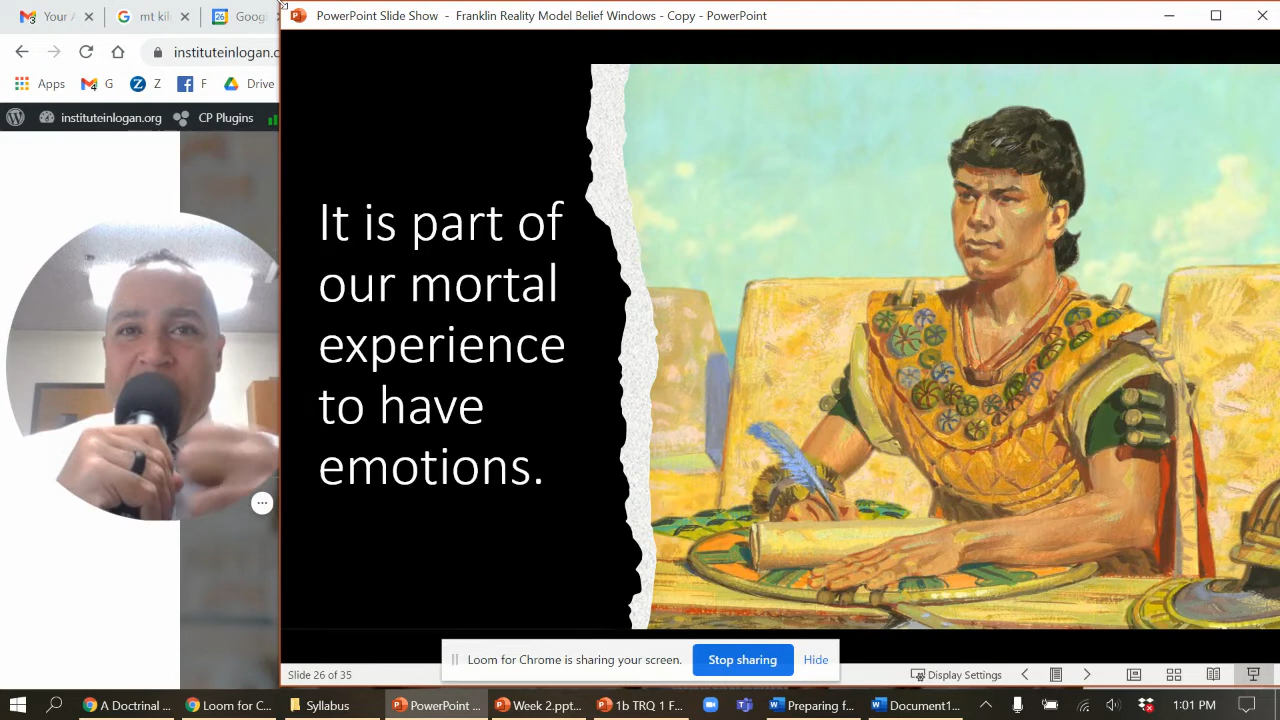 Your A
mt kil
26
Goog
PowerPoint Slide Show - Franklin Reality Model Belief Windows - Copy - PowerPoint
instituteinlogan.c
Apps
G
Z
F
Drive
instituteinlogan.org
CP Plugins
It is part of
our mortal
experience
to have
emotions.
Loom for Chrome is sharing your screen.
Stop sharing
Hide
Slide 26 of 35
Display Settings
A Doctrinal ...
Loom for C...
Syllabus
PowerPoint ...
Week 2.ppt...
1b TRQ 1 F...
Preparing f...
Document1...
1:01 PM